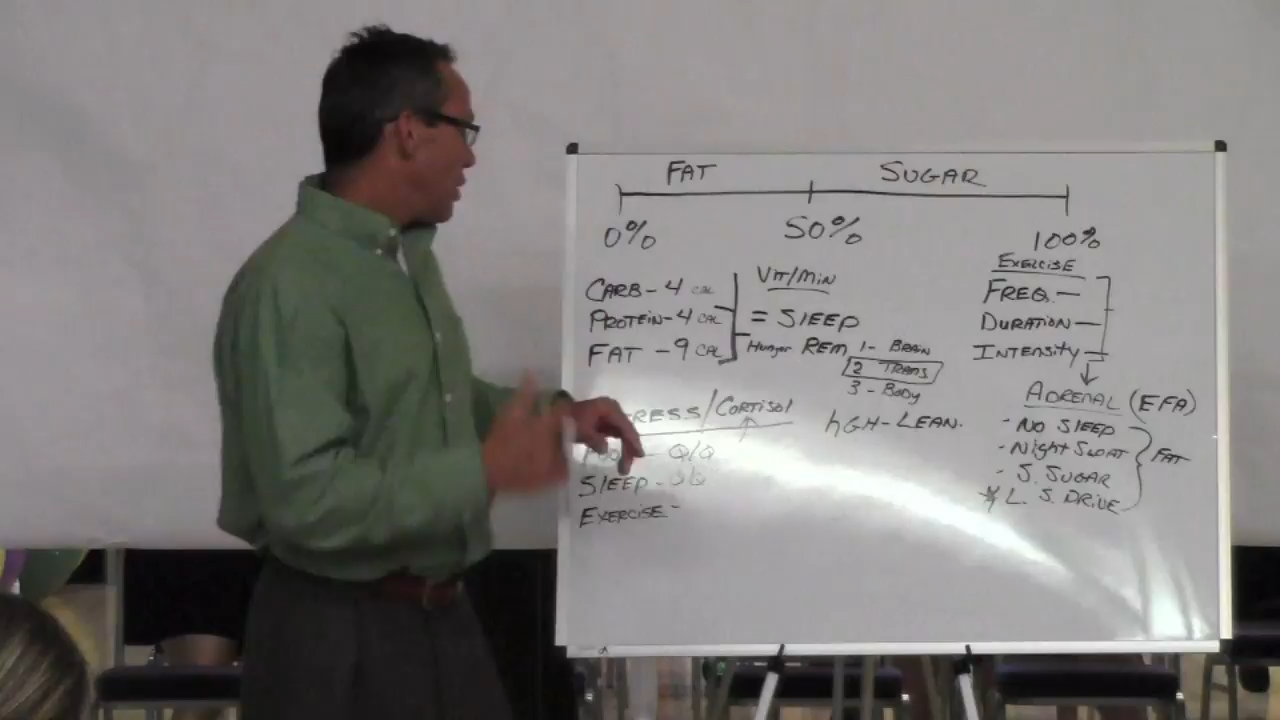 FAT SUGAR
0% 50% 100%
CARB - 4 CAL
PROTEIN - 4 CAL
FAT - 9 CAL
VIT/MIN
= SLEEP
Hunger REM 1 - BRAIN
2 TRANS
3 - BODY
hGH - LEAN.
EXERCISE
FREQ. -
DURATION -
INTENSITY -
ADRENAL (EFA)
- NO SLEEP
- Night SWEAT
- S. SUGAR
* L. S. DRIVE
FAT
/CORTISOL
- Q/Q
SLEEP -
EXERCISE -